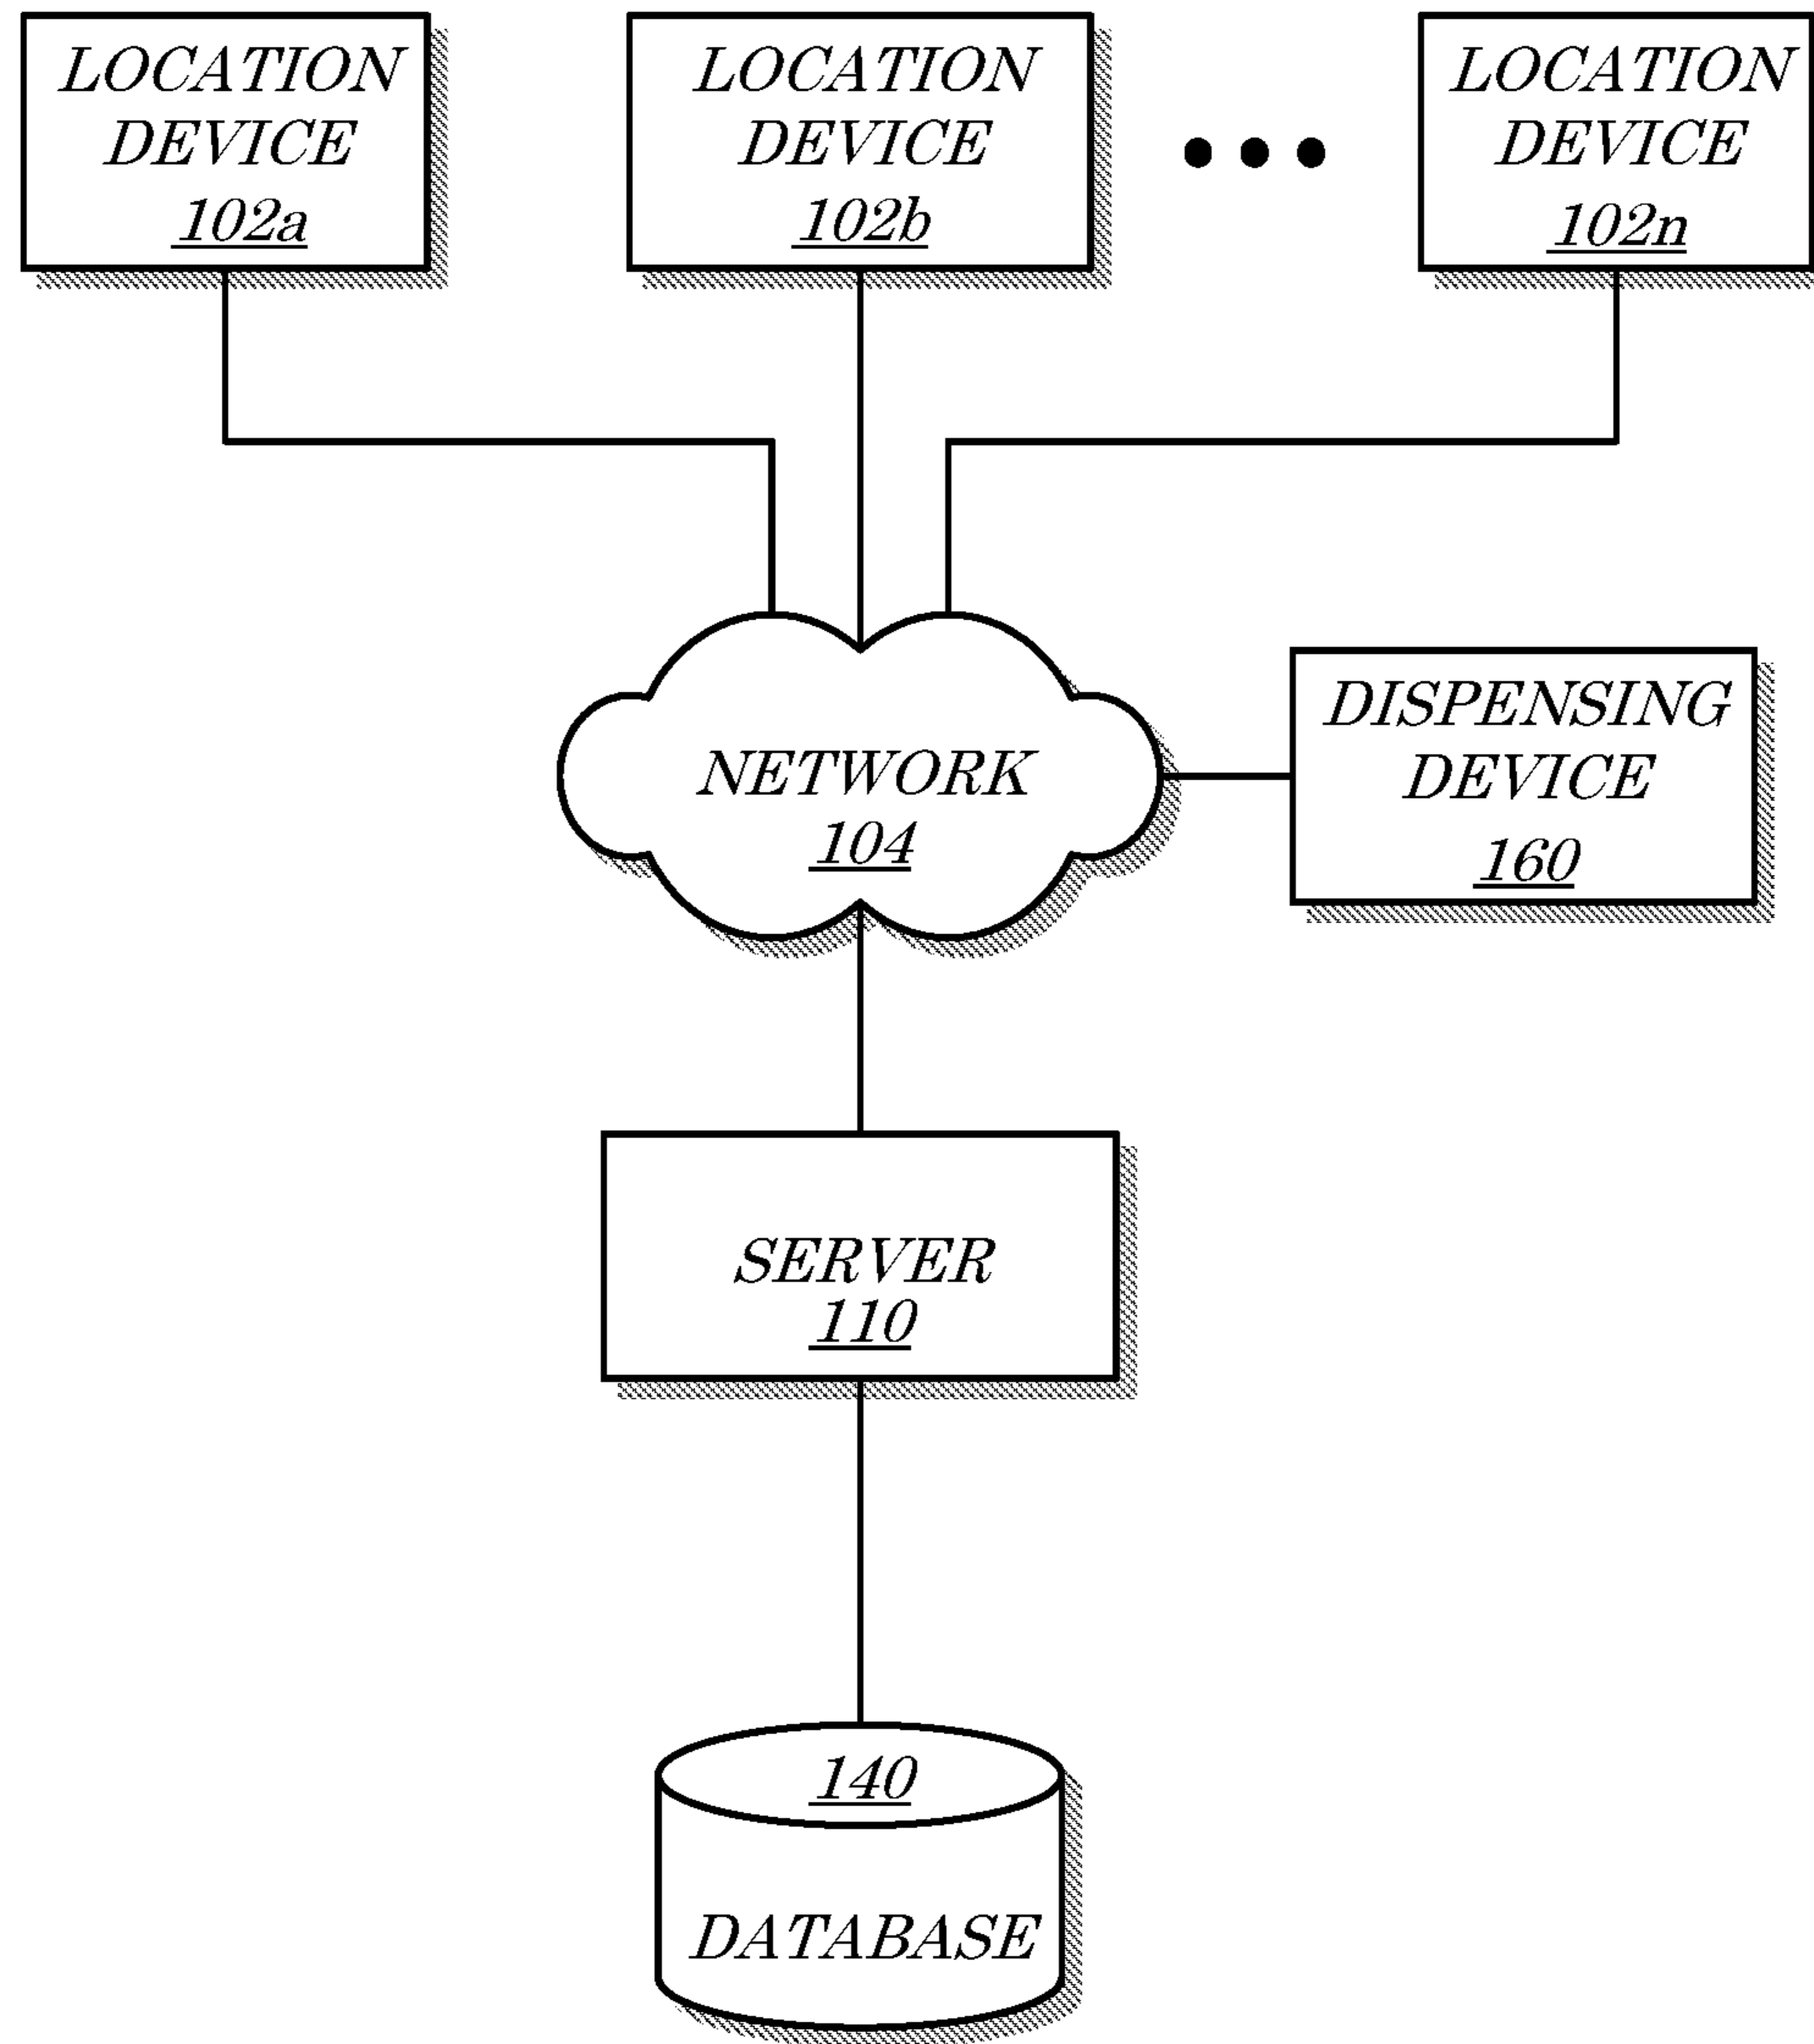 LOCATION
DEVICE
102a
LOCATION
DEVICE
102b
LOCATION
DEVICE
102n
NETWORK
104
DISPENSING
DEVICE
160
SERVER
110
140
DATABASE